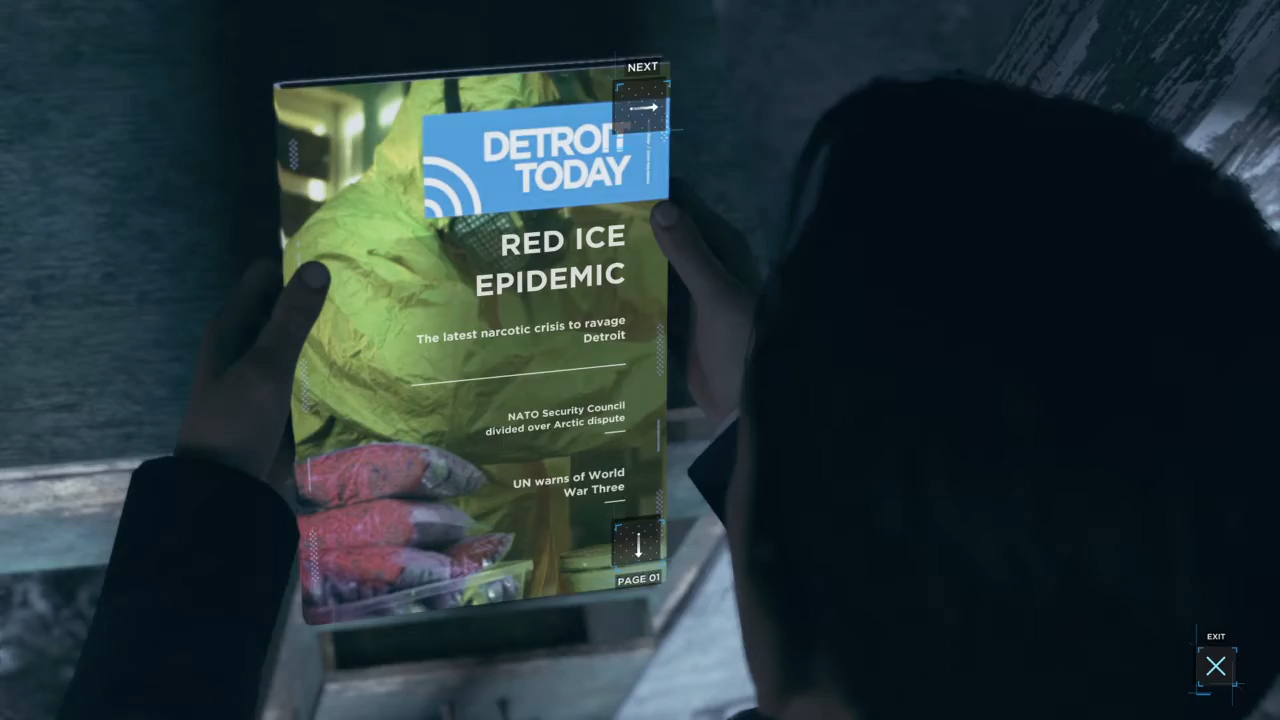 NEXT
DETROIT
TODAY
RED ICE
EPIDEMIC
The latest narcotic crisis to ravage
Detroit
NATO Security Council
divided over Arctic dispute
UN warns of World
War Three
PAGE 01
EXIT